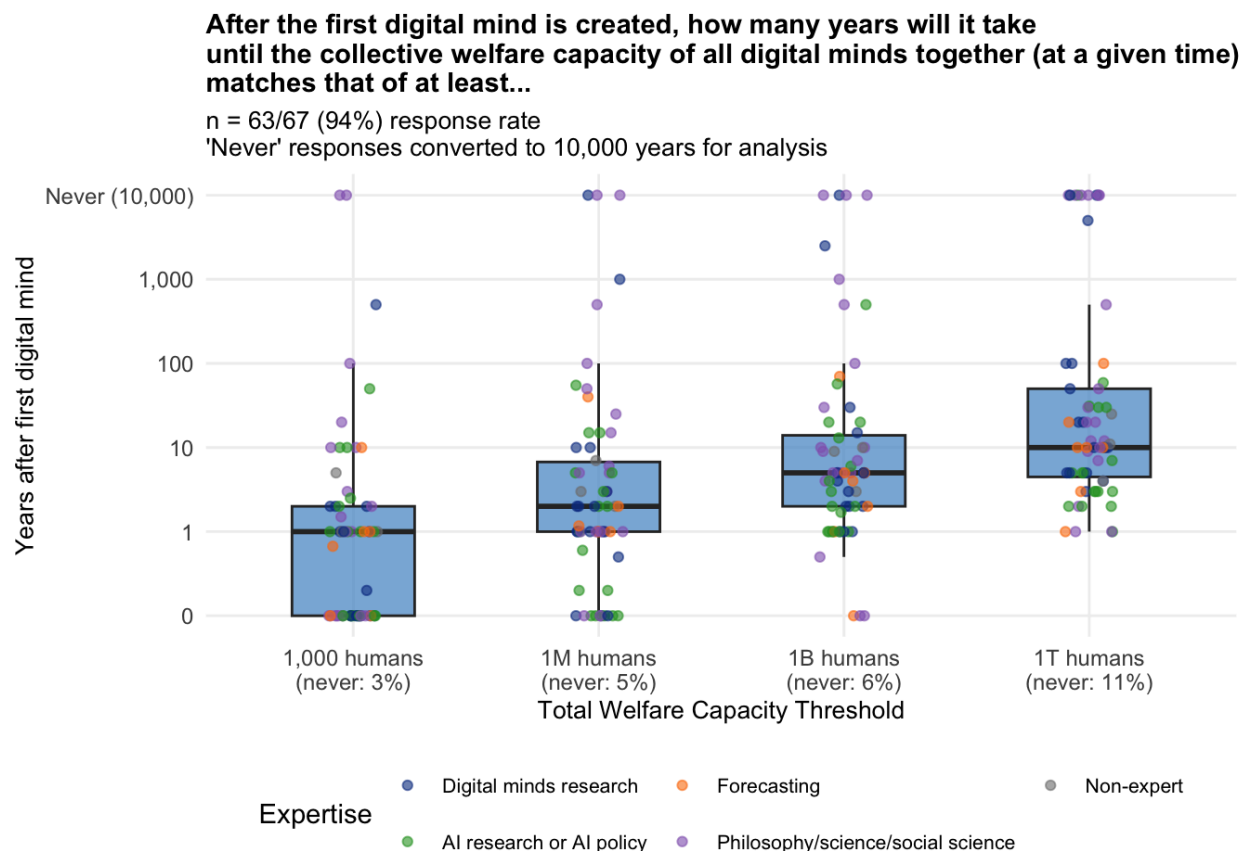 After the first digital mind is created, how many years will it take
until the collective welfare capacity of all digital minds together (at a given time)
matches that of at least...
n = 63/67 (94%) response rate
'Never' responses converted to 10,000 years for analysis
Years after first digital mind
Never (10,000)
1,000
100
10
1
0
1,000 humans
(never: 3%)
1M humans
(never: 5%)
1B humans
(never: 6%)
1T humans
(never: 11%)
Total Welfare Capacity Threshold
Expertise
Digital minds research
AI research or AI policy
Forecasting
Philosophy/science/social science
Non-expert